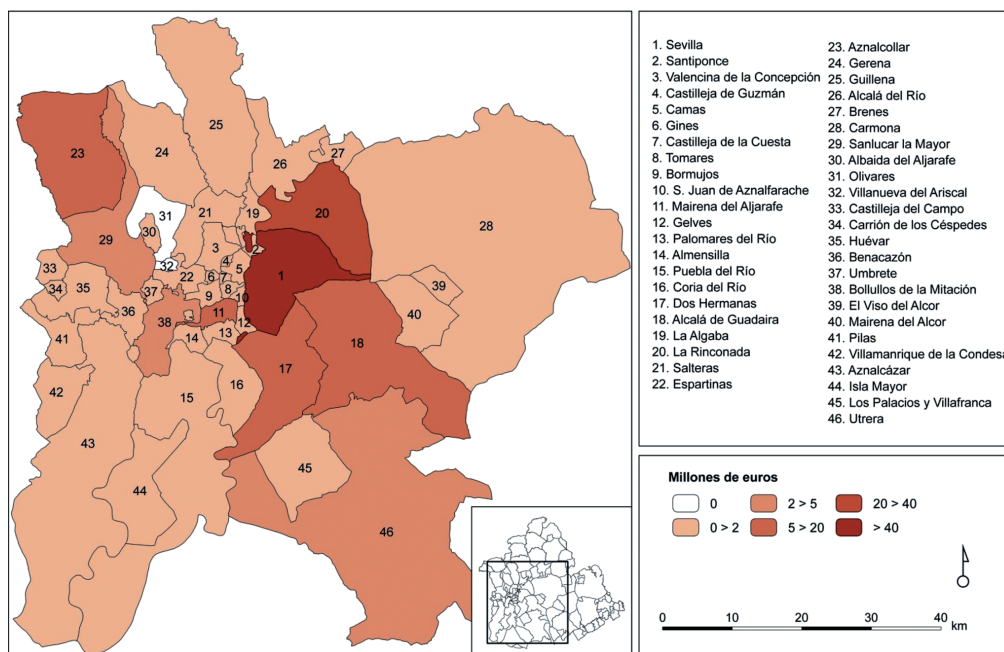 23
24
25
26
27
28
20
19
21
31
30
29
32
22
3
4
2
5
1
6
7
8
9
10
11
12
13
14
33
34
35
36
37
38
39
40
41
42
43
44
15
16
17
18
45
46
1. Sevilla
2. Santiponce
3. Valencina de la Concepción
4. Castilleja de Guzmán
5. Camas
6. Gines
7. Castilleja de la Cuesta
8. Tomares
9. Bormujos
10. S. Juan de Aznalfarache
11. Mairena del Aljarafe
12. Gelves
13. Palomares del Río
14. Almensilla
15. Puebla del Río
16. Coria del Río
17. Dos Hermanas
18. Alcalá de Guadaira
19. La Algaba
20. La Rinconada
21. Salteras
22. Espartinas
23. Aznalcollar
24. Gerena
25. Guillena
26. Alcalá del Río
27. Brenes
28. Carmona
29. Sanlucar la Mayor
30. Albaida del Aljarafe
31. Olivares
32. Villanueva del Ariscal
33. Castilleja del Campo
34. Carrión de los Céspedes
35. Huévar
36. Benacazón
37. Umbrete
38. Bollullos de la Mitación
39. El Viso del Alcor
40. Mairena del Alcor
41. Pilas
42. Villamanrique de la Condesa
43. Aznalcázar
44. Isla Mayor
45. Los Palacios y Villafranca
46. Utrera
Millones de euros
0 2 > 5 20 > 40
0 > 2 5 > 20 > 40
0 10 20 30 40 km